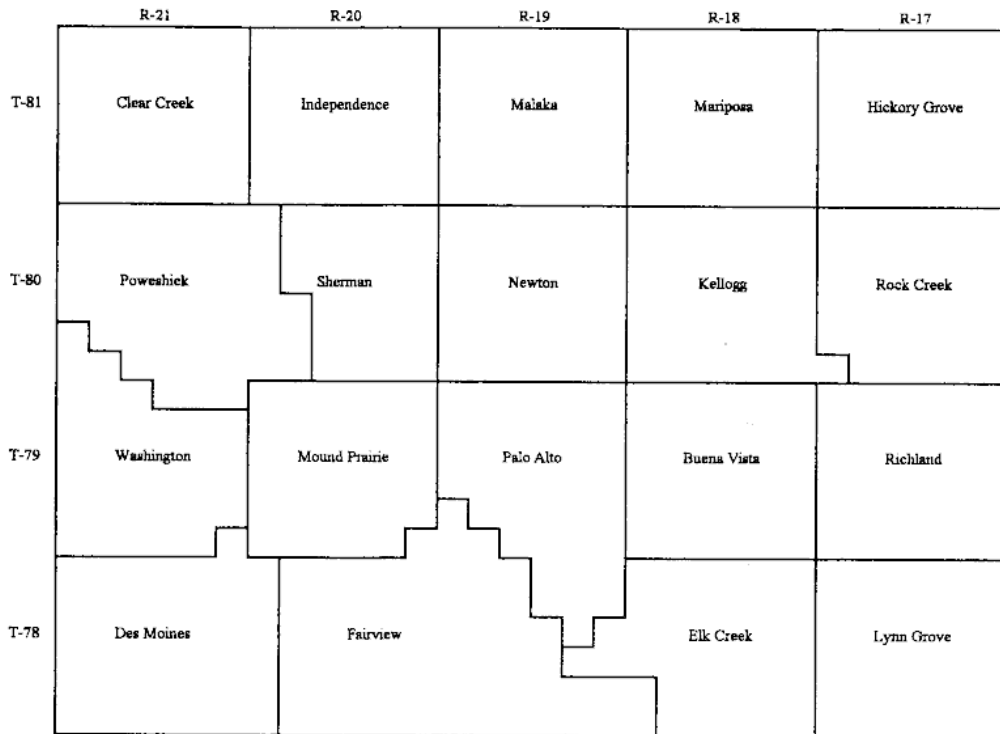 R-21 R-20 R-19 R-18 R-17
T-81 Clear Creek Independence Malaka Mariposa Hickory Grove
T-80 Poweshick Sherman Newton Kellogg Rock Creek
T-79 Washington Mound Prairie Palo Alto Buena Vista Richland
T-78 Des Moines Fairview Elk Creek Lynn Grove